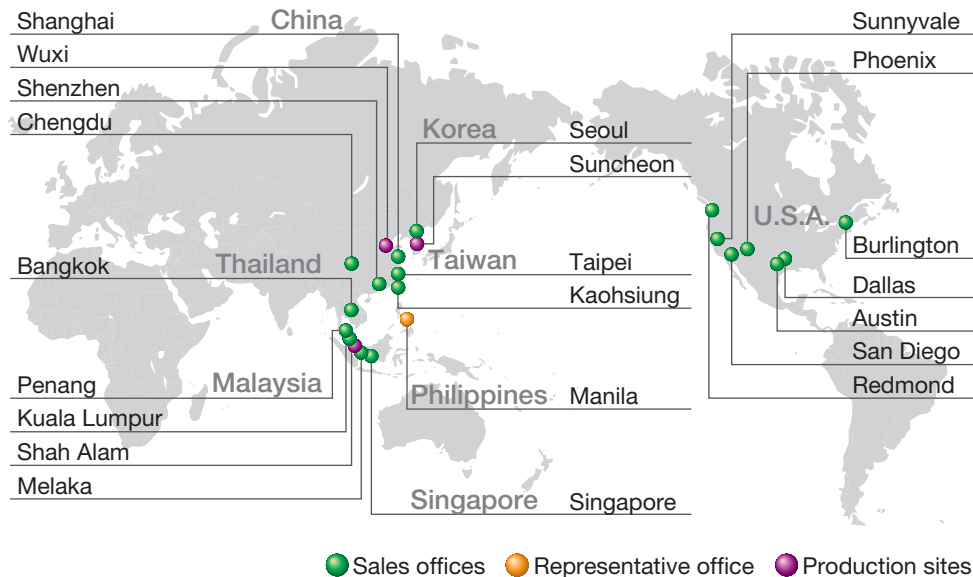 Shanghai
China
Wuxi
Shenzhen
Chengdu
Korea
Seoul
Suncheon
Bangkok
Thailand
Taiwan
Taipei
Kaohsiung
Penang
Malaysia
Kuala Lumpur
Shah Alam
Melaka
Philippines
Manila
Singapore
Singapore
Sunnyvale
Phoenix
U.S.A.
Burlington
Dallas
Austin
San Diego
Redmond
Sales offices
Representative office
Production sites